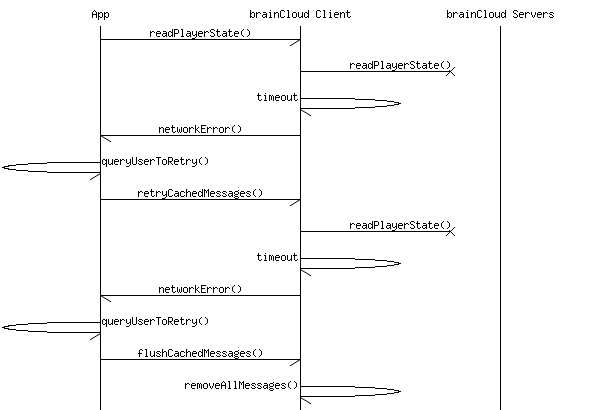 App brainCloud Client brainCloud Servers
readPlayerState()
readPlayerState()
timeout
networkError()
queryUserToRetry()
retryCachedMessages()
readPlayerState()
timeout
networkError()
queryUserToRetry()
flushCachedMessages()
removeAllMessages()